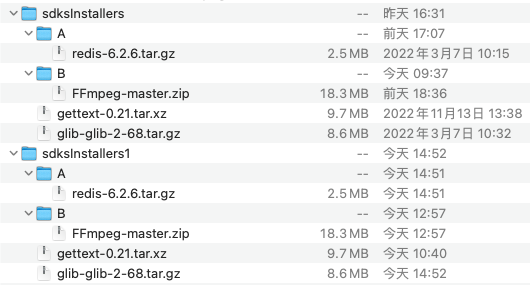 sdksInstallers -- 昨天 16:31
A -- 前天 17:07
redis-6.2.6.tar.gz 2.5 MB 2022年3月7日 10:15
B -- 今天 09:37
FFmpeg-master.zip 18.3 MB 前天 18:36
gettext-0.21.tar.xz 9.7 MB 2022年11月13日 13:38
glib-glib-2-68.tar.gz 8.6 MB 2022年3月7日 10:32
sdksInstallers1 -- 今天 14:52
A -- 今天 14:51
redis-6.2.6.tar.gz 2.5 MB 今天 14:51
B -- 今天 12:57
FFmpeg-master.zip 18.3 MB 今天 12:57
gettext-0.21.tar.xz 9.7 MB 今天 10:40
glib-glib-2-68.tar.gz 8.6 MB 今天 14:52